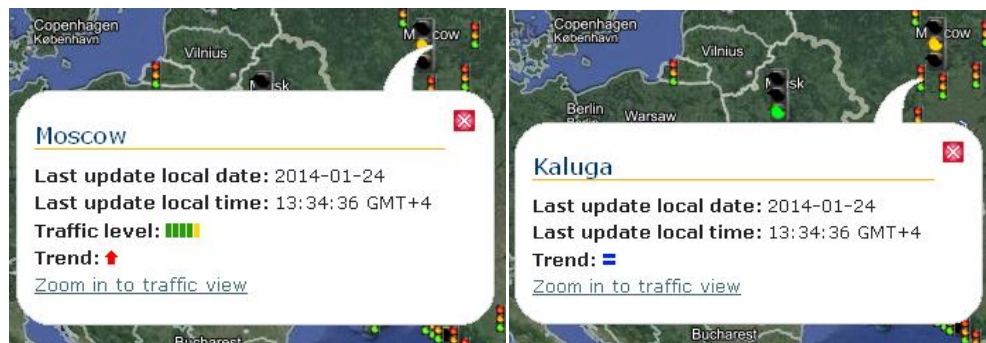 Copenhagen
København
Vilnius
M cow
sk
Moscow
Last update local date: 2014-01-24
Last update local time: 13:34:36 GMT+4
Traffic level:
Trend:
Zoom in to traffic view
Bucharest
Copenhagen
København
Vilnius
M cow
M sk
Berlin
Warsaw
Kaluga
Last update local date: 2014-01-24
Last update local time: 13:34:36 GMT+4
Trend:
Zoom in to traffic view
Bucharest